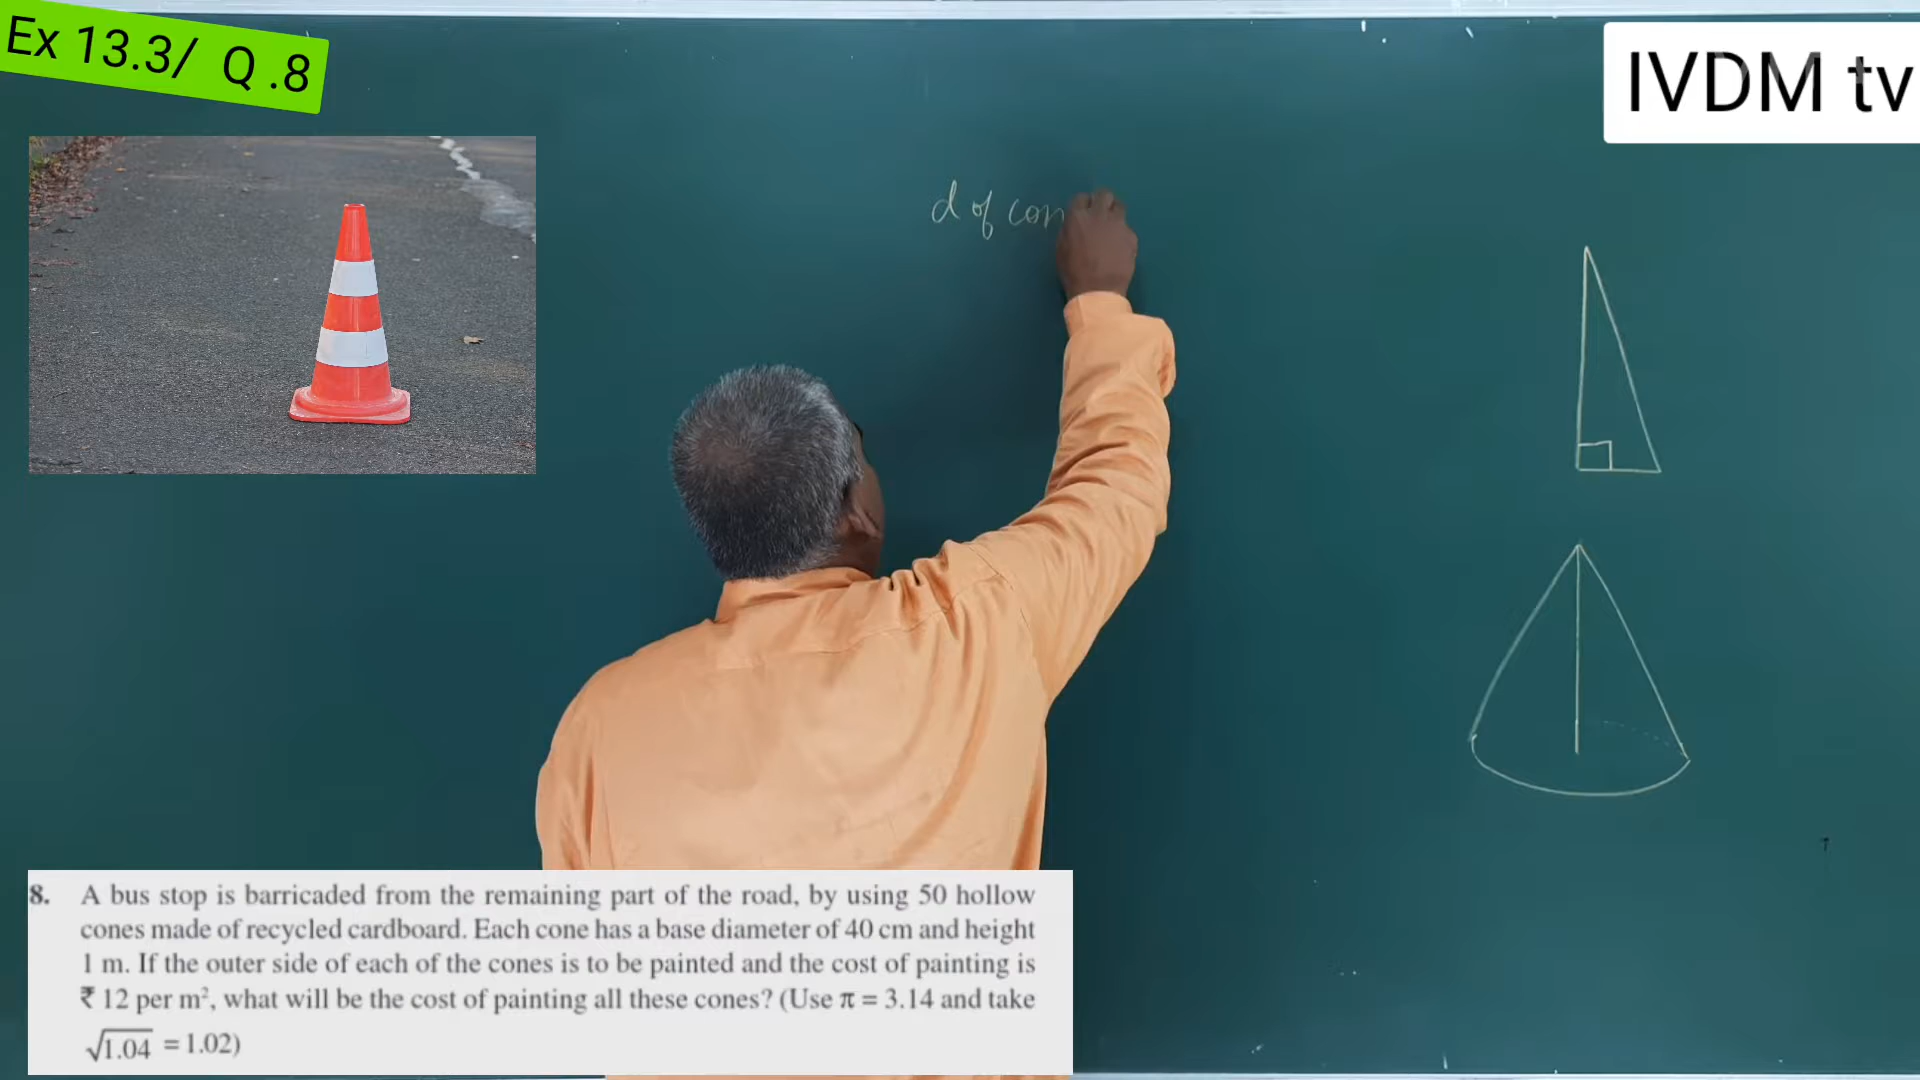 Ex 13.3/ Q .8
IVDM tv
d of con
8. A bus stop is barricaded from the remaining part of the road, by using 50 hollow
cones made of recycled cardboard. Each cone has a base diameter of 40 cm and height
1 m. If the outer side of each of the cones is to be painted and the cost of painting is
₹ 12 per m², what will be the cost of painting all these cones? (Use π = 3.14 and take
√1.04 = 1.02)